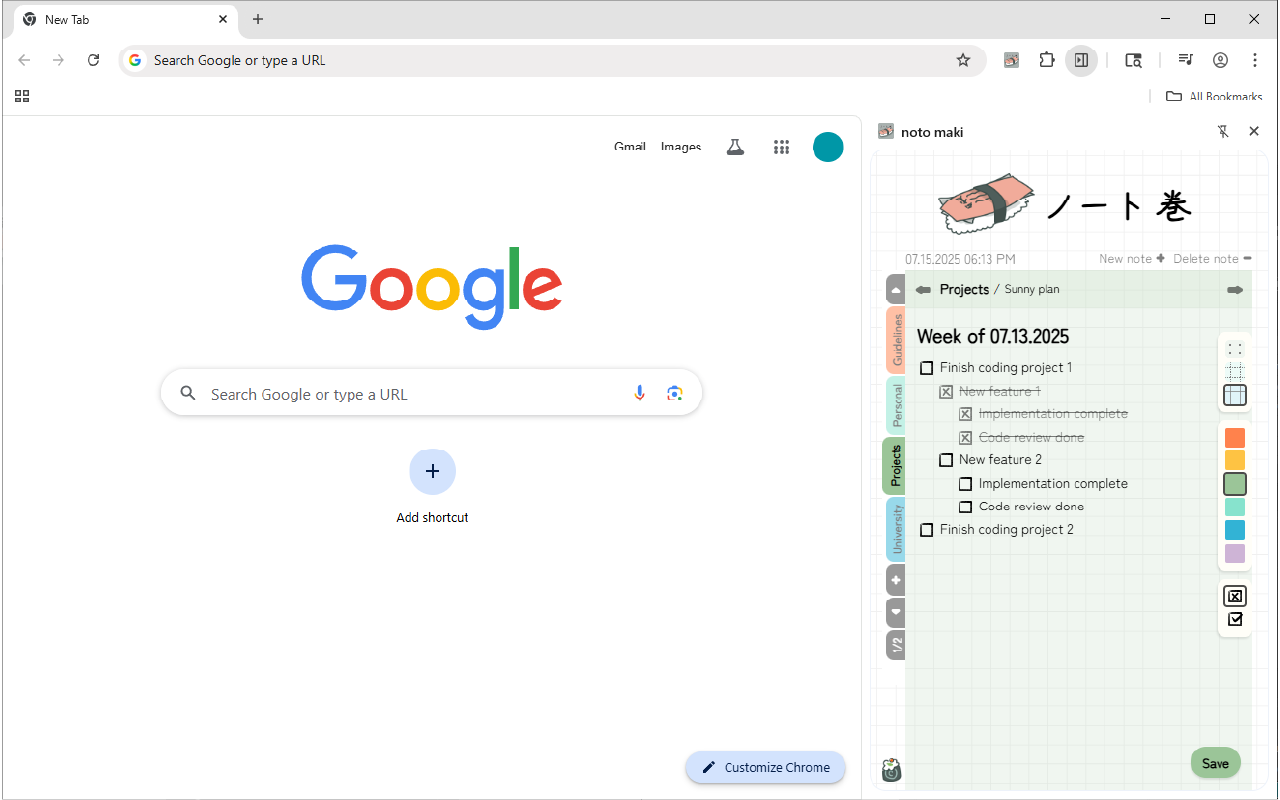 New Tab
Search Google or type a URL
All Bookmarks
Gmail Images
Google
Search Google or type a URL
Add shortcut
Customize Chrome
noto maki
ノート 巻
07.15.2025 06:13 PM New note Delete note
Guidelines
Personal
Projects
University
1/2
Projects / Sunny plan
Week of 07.13.2025
Finish coding project 1
New feature 1
Implementation complete
Code review done
New feature 2
Implementation complete
Code review done
Finish coding project 2
Save